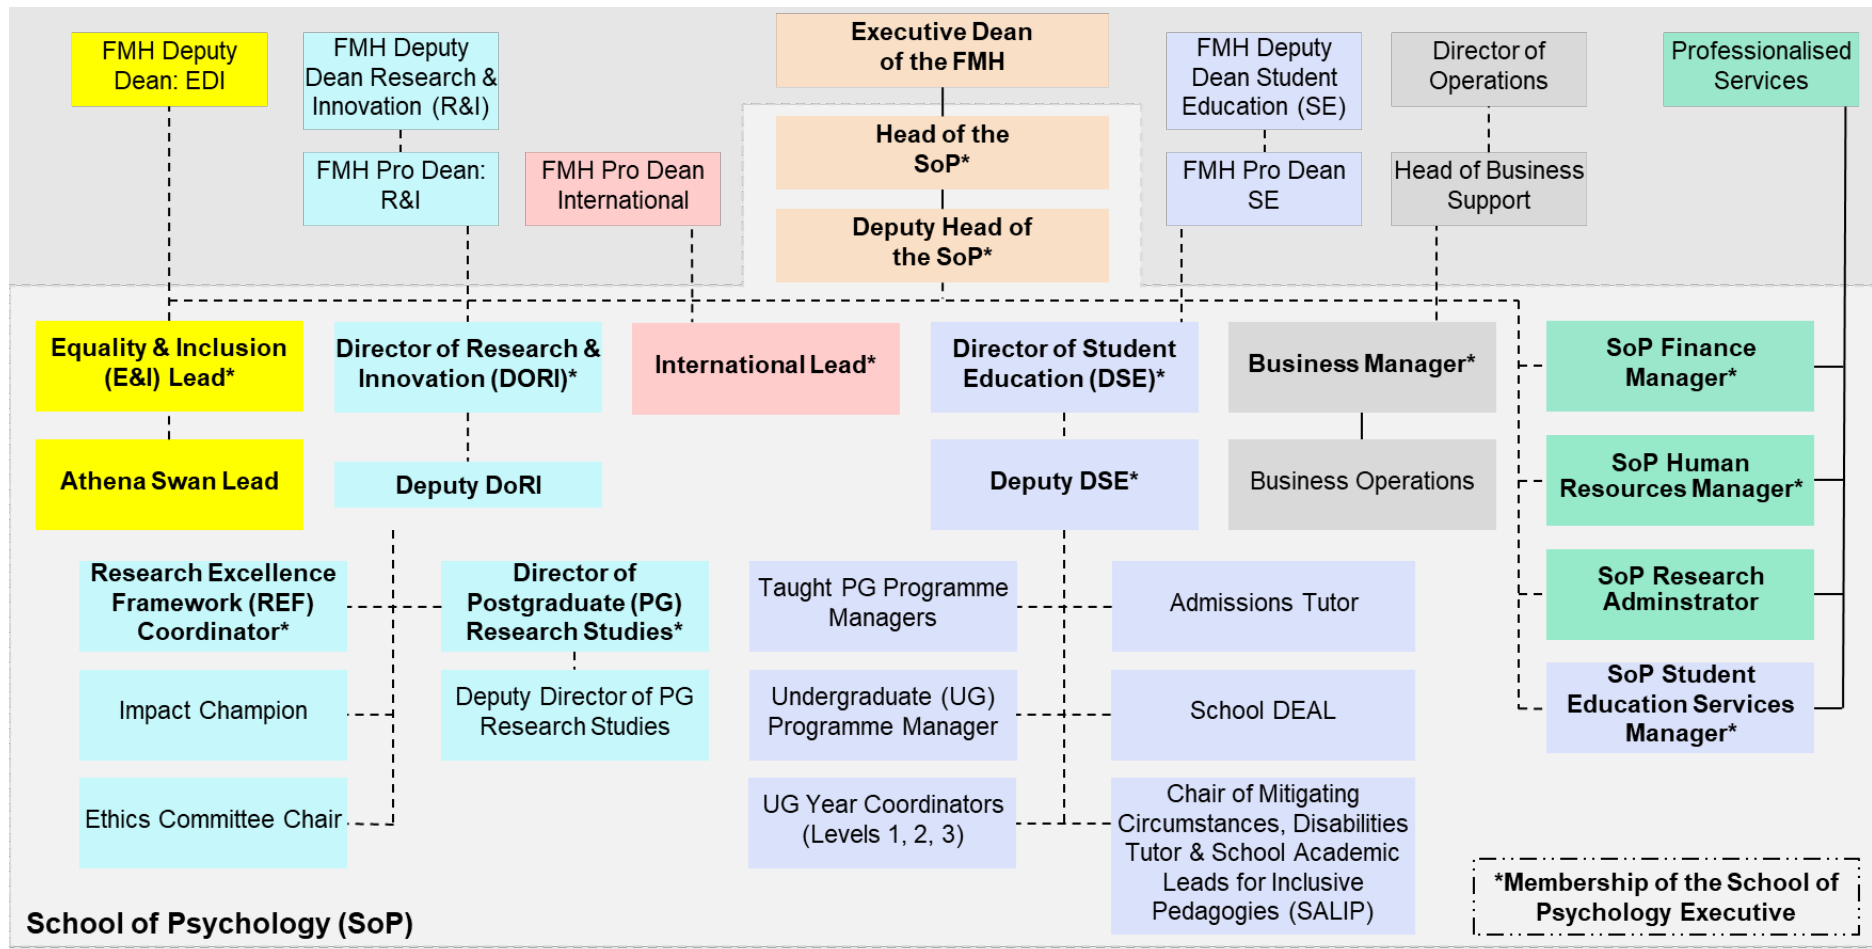 FMH Deputy
Dean: EDI
FMH Deputy
Dean Research &
Innovation (R&I)
Executive Dean
of the FMH
FMH Deputy
Dean Student
Education (SE)
Director of
Operations
Professionalised
Services
FMH Pro Dean:
R&I
FMH Pro Dean
International
Head of the
SoP*
FMH Pro Dean
SE
Head of Business
Support
Deputy Head of
the SoP*
Equality & Inclusion
(E&I) Lead*
Director of Research &
Innovation (DORI)*
International Lead*
Director of Student
Education (DSE)*
Business Manager*
SoP Finance
Manager*
Athena Swan Lead
Deputy DoRI
Deputy DSE*
Business Operations
SoP Human
Resources Manager*
Research Excellence
Framework (REF)
Coordinator*
Director of
Postgraduate (PG)
Research Studies*
Taught PG Programme
Managers
Admissions Tutor
SoP Research
Adminstrator
Impact Champion
Deputy Director of PG
Research Studies
Undergraduate (UG)
Programme Manager
School DEAL
SoP Student
Education Services
Manager*
Ethics Committee Chair
UG Year Coordinators
(Levels 1, 2, 3)
Chair of Mitigating
Circumstances, Disabilities
Tutor & School Academic
Leads for Inclusive
Pedagogies (SALIP)
*Membership of the School of
Psychology Executive
School of Psychology (SoP)